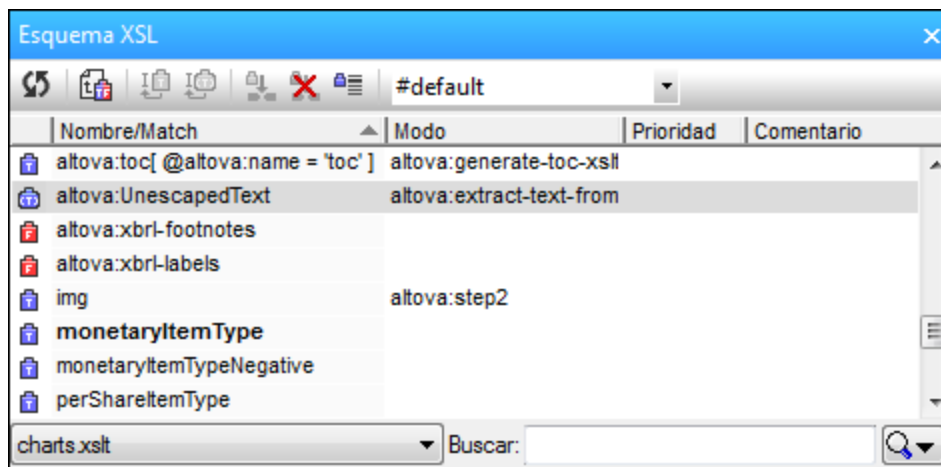 Esquema XSL
#default
Nombre/Match Modo Prioridad Comentario
altova:toc[ @altova:name = 'toc' ] altova:generate-toc-xslt
altova:UnescapedText altova:extract-text-from
altova:xbrl-footnotes
altova:xbrl-labels
img altova:step2
monetaryItemType
monetaryItemTypeNegative
perShareItemType
charts.xslt Buscar: